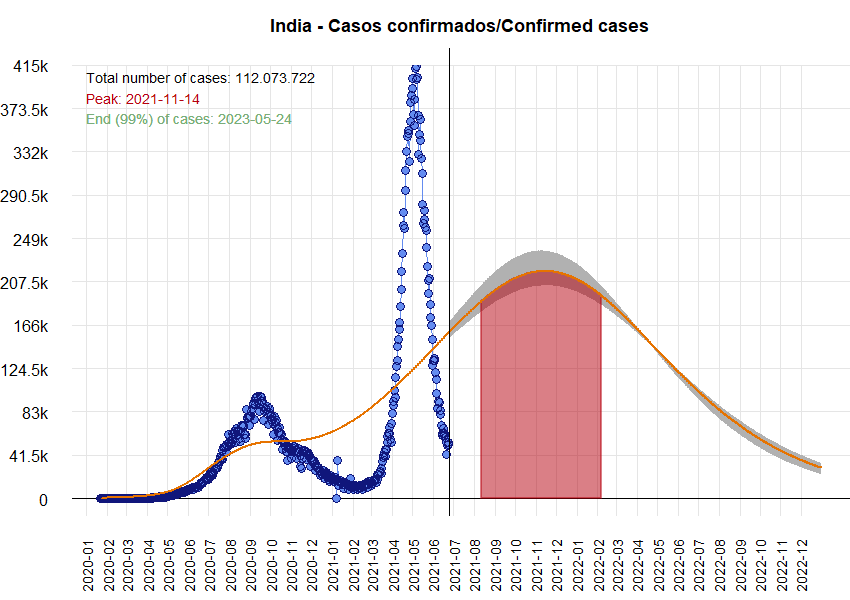 India - Casos confirmados/Confirmed cases
Total number of cases: 112.073.722
Peak: 2021-11-14
End (99%) of cases: 2023-05-24
415k
373.5k
332k
290.5k
249k
207.5k
166k
124.5k
83k
41.5k
0
2020-01
2020-02
2020-03
2020-04
2020-05
2020-06
2020-07
2020-08
2020-09
2020-10
2020-11
2020-12
2021-01
2021-02
2021-03
2021-04
2021-05
2021-06
2021-07
2021-08
2021-09
2021-10
2021-11
2021-12
2022-01
2022-02
2022-03
2022-04
2022-05
2022-06
2022-07
2022-08
2022-09
2022-10
2022-11
2022-12